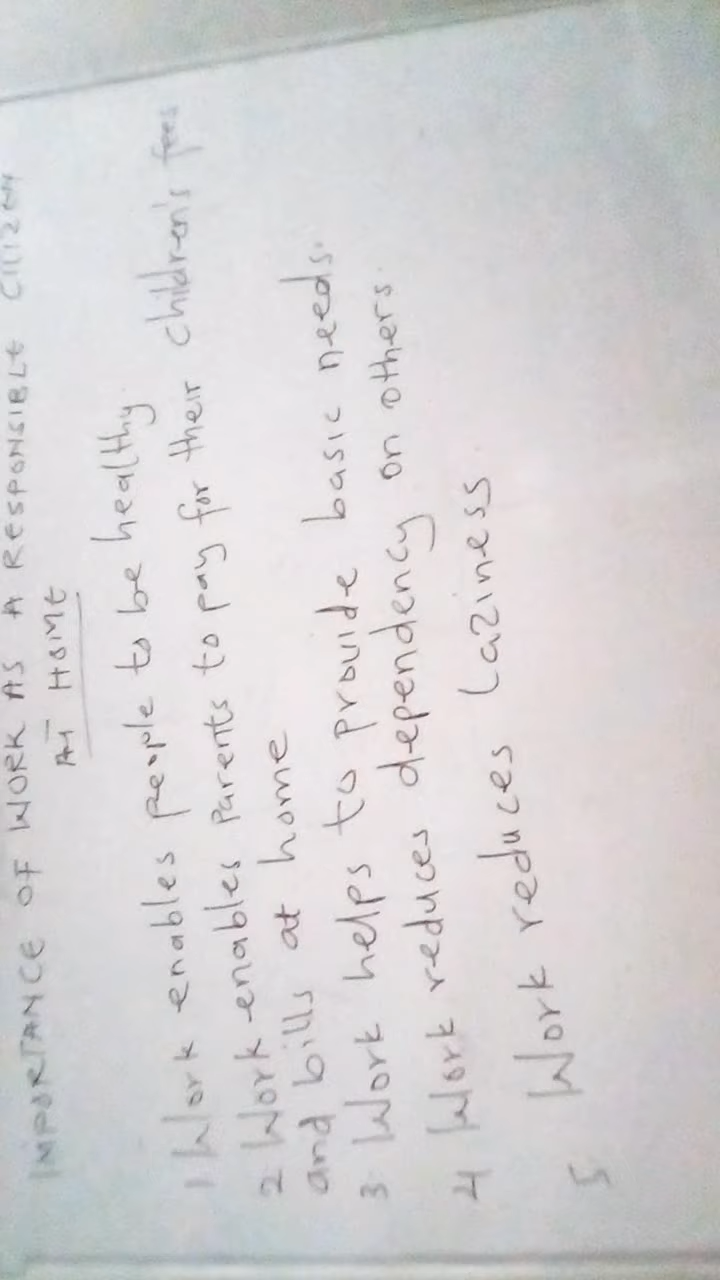 IMPORTANCE OF WORK AS A RESPONSIBLE CITIZEN
AT HOME
1 Work enables people to be healthy.
2 Work enables Parents to pay for their children's fees
and bills at home
3. Work helps to provide basic needs.
4 Work reduces dependency on others.
5 Work reduces laziness.